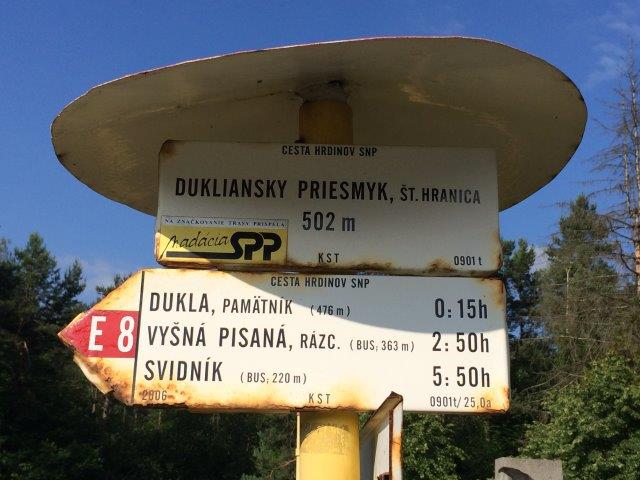 CESTA HRDINOV SNP
DUKLIANSKY PRIESMYK, ŠT. HRANICA
502 m
NA ZNAČKOVANIE TRASY PRISPELA
Nadácia SPP
KST 0901 t
CESTA HRDINOV SNP
DUKLA, PAMÄTNÍK (476 m) 0:15h
E 8
VYŠNÁ PISANÁ, RÁZC. (BUS; 363 m) 2:50h
SVIDNÍK (BUS; 220 m) 5:50h
2006 KST 0901t/25,0a